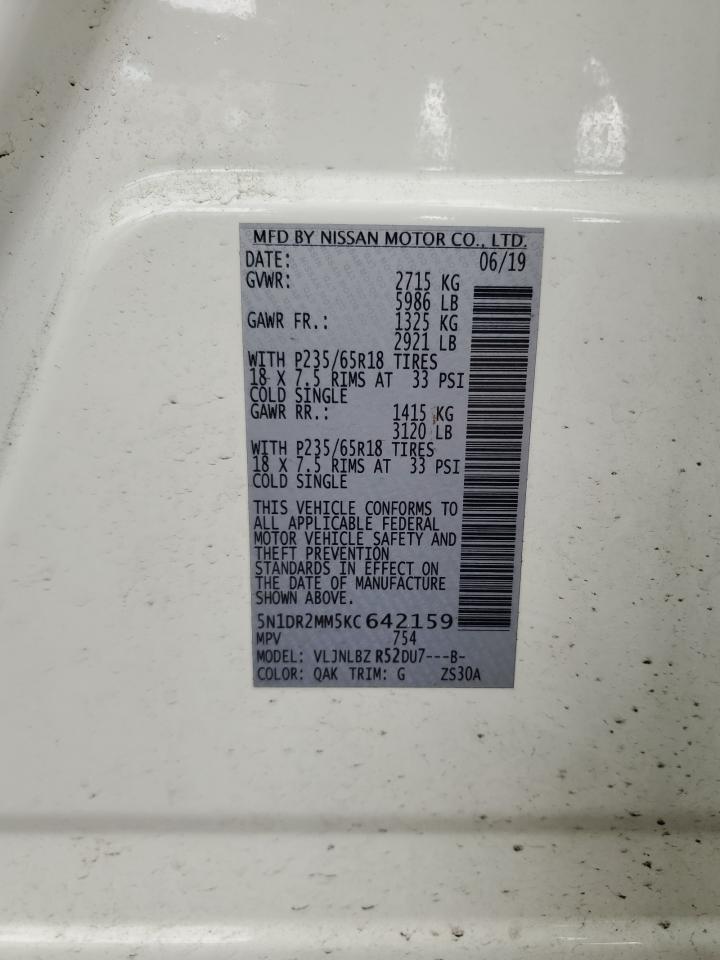 MFD BY NISSAN MOTOR CO., LTD.
DATE: 06/19
GVWR: 2715 KG
5986 LB
GAWR FR.: 1325 KG
2921 LB
WITH P235/65R18 TIRES
18 X 7.5 RIMS AT 33 PSI
COLD SINGLE
GAWR RR.: 1415 KG
3120 LB
WITH P235/65R18 TIRES
18 X 7.5 RIMS AT 33 PSI
COLD SINGLE
THIS VEHICLE CONFORMS TO
ALL APPLICABLE FEDERAL
MOTOR VEHICLE SAFETY AND
THEFT PREVENTION
STANDARDS IN EFFECT ON
THE DATE OF MANUFACTURE
SHOWN ABOVE.
5N1DR2MM5KC642159
MPV 754
MODEL: VLJNLBZ R52DU7---B-
COLOR: QAK TRIM: G ZS30A